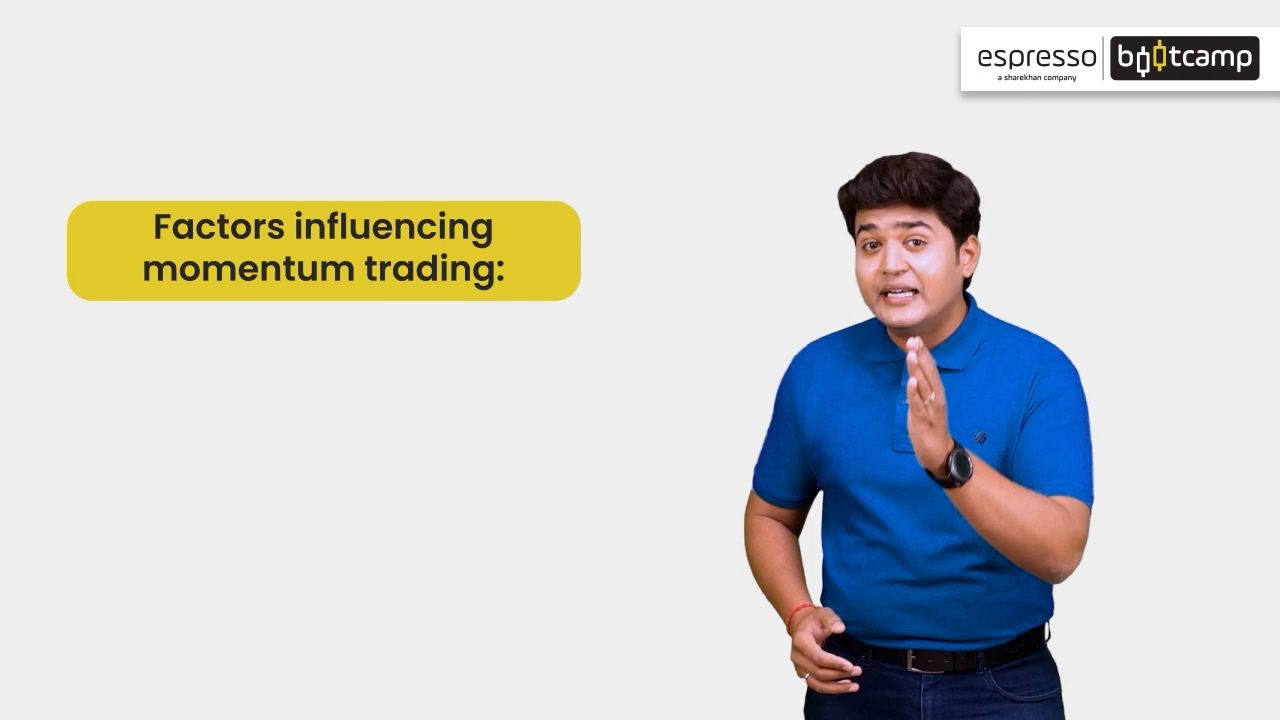 espresso
a sharekhan company
bootcamp
Factors influencing
momentum trading: